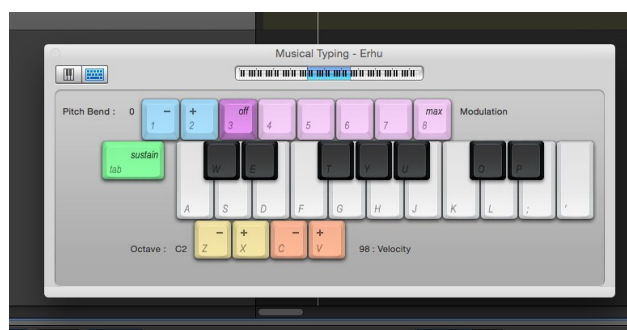 Musical Typing - Erhu
Pitch Bend : 0 − + off max Modulation
1 2 3 4 5 6 7 8
sustain
tab
W E T Y U O P
A S D F G H J K L ; '
Octave : C2 − + − + 98 : Velocity
Z X C V